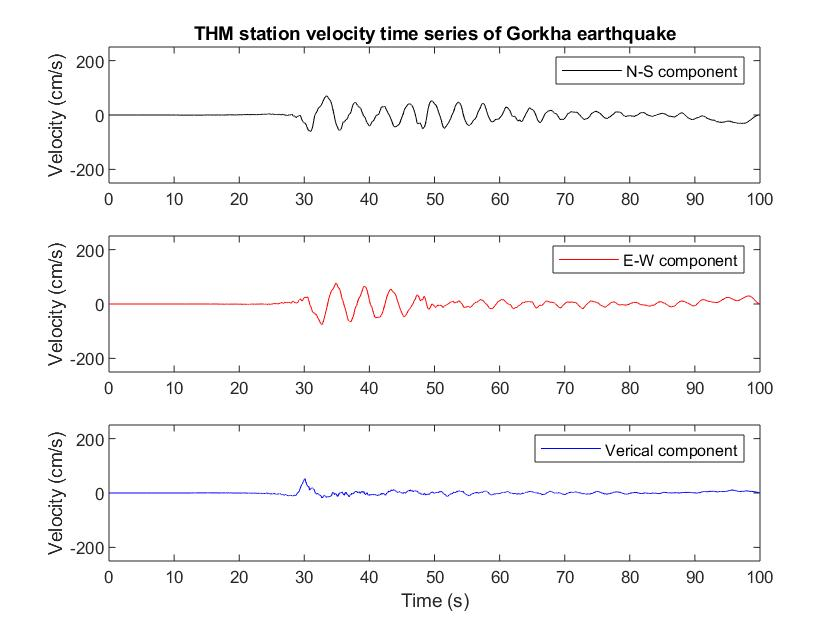 THM station velocity time series of Gorkha earthquake
N-S component
Velocity (cm/s)
200
0
-200
0 10 20 30 40 50 60 70 80 90 100
E-W component
Velocity (cm/s)
200
0
-200
0 10 20 30 40 50 60 70 80 90 100
Verical component
Velocity (cm/s)
200
0
-200
0 10 20 30 40 50 60 70 80 90 100
Time (s)